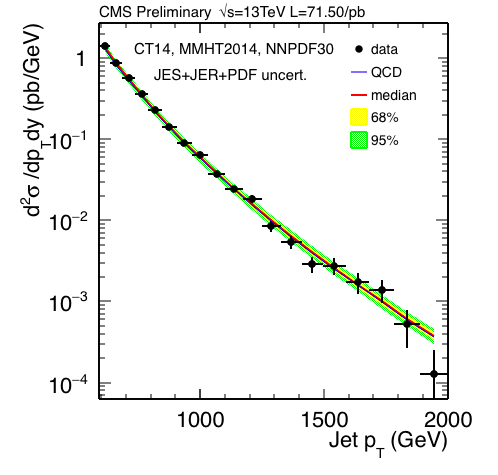 CMS Preliminary √s=13TeV L=71.50/pb
CT14, MMHT2014, NNPDF30
JES+JER+PDF uncert.
data
QCD
median
68%
95%
d²σ /dp_T dy (pb/GeV)
1
10⁻¹
10⁻²
10⁻³
10⁻⁴
1000 1500 2000
Jet p_T (GeV)